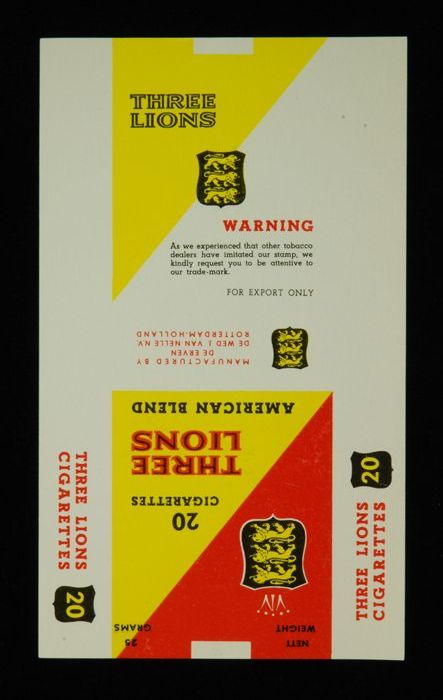 THREE
LIONS
WARNING
As we experienced that other tobacco
dealers have imitated our stamp, we
kindly request you to be attentive to
our trade-mark.
FOR EXPORT ONLY
MANUFACTURED BY
DE ERVEN
DE WED J. VAN NELLE N.V.
ROTTERDAM-HOLLAND
AMERICAN BLEND
THREE
LIONS
20
CIGARETTES
NETT
WEIGHT
25
GRAMS
THREE LIONS
CIGARETTES
20
THREE LIONS
CIGARETTES
20